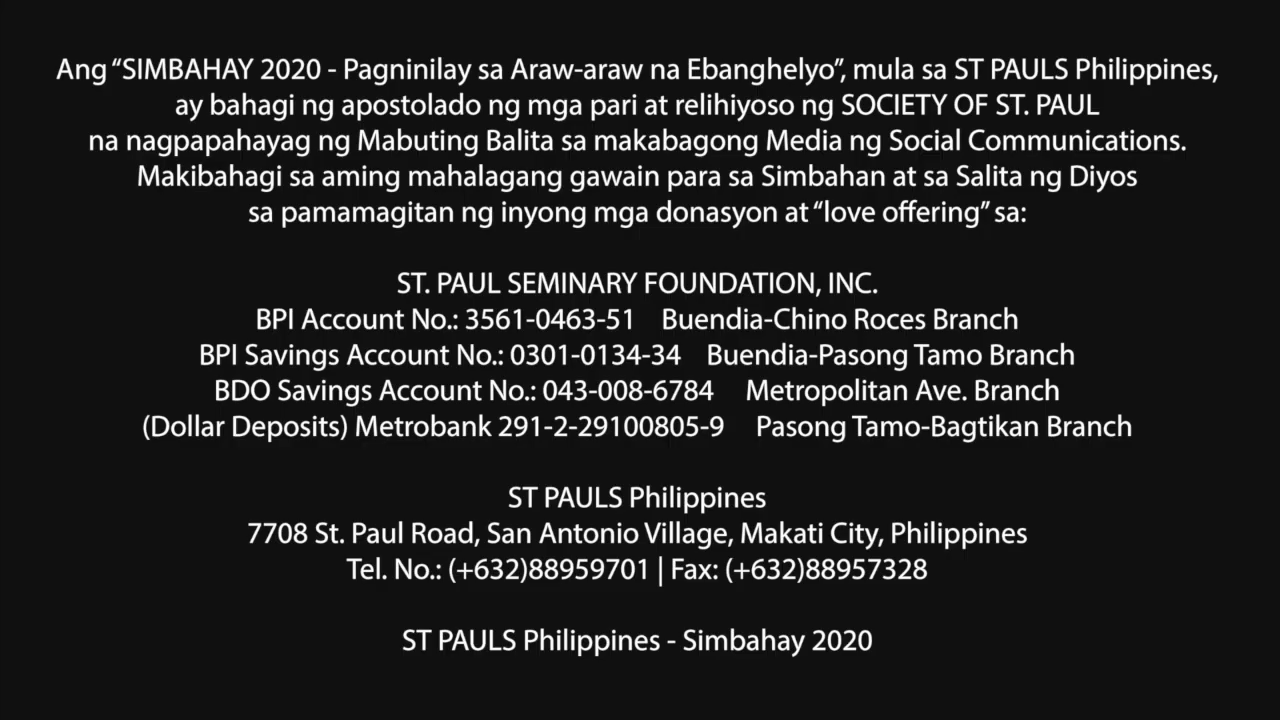 Ang “SIMBAHAY 2020 - Pagninilay sa Araw-araw na Ebanghelyo”, mula sa ST PAULS Philippines,
ay bahagi ng apostolado ng mga pari at relihiyoso ng SOCIETY OF ST. PAUL
na nagpapahayag ng Mabuting Balita sa makabagong Media ng Social Communications.
Makibahagi sa aming mahalagang gawain para sa Simbahan at sa Salita ng Diyos
sa pamamagitan ng inyong mga donasyon at “love offering” sa:
ST. PAUL SEMINARY FOUNDATION, INC.
BPI Account No.: 3561-0463-51 Buendia-Chino Roces Branch
BPI Savings Account No.: 0301-0134-34 Buendia-Pasong Tamo Branch
BDO Savings Account No.: 043-008-6784 Metropolitan Ave. Branch
(Dollar Deposits) Metrobank 291-2-29100805-9 Pasong Tamo-Bagtikan Branch
ST PAULS Philippines
7708 St. Paul Road, San Antonio Village, Makati City, Philippines
Tel. No.: (+632)88959701 | Fax: (+632)88957328
ST PAULS Philippines - Simbahay 2020